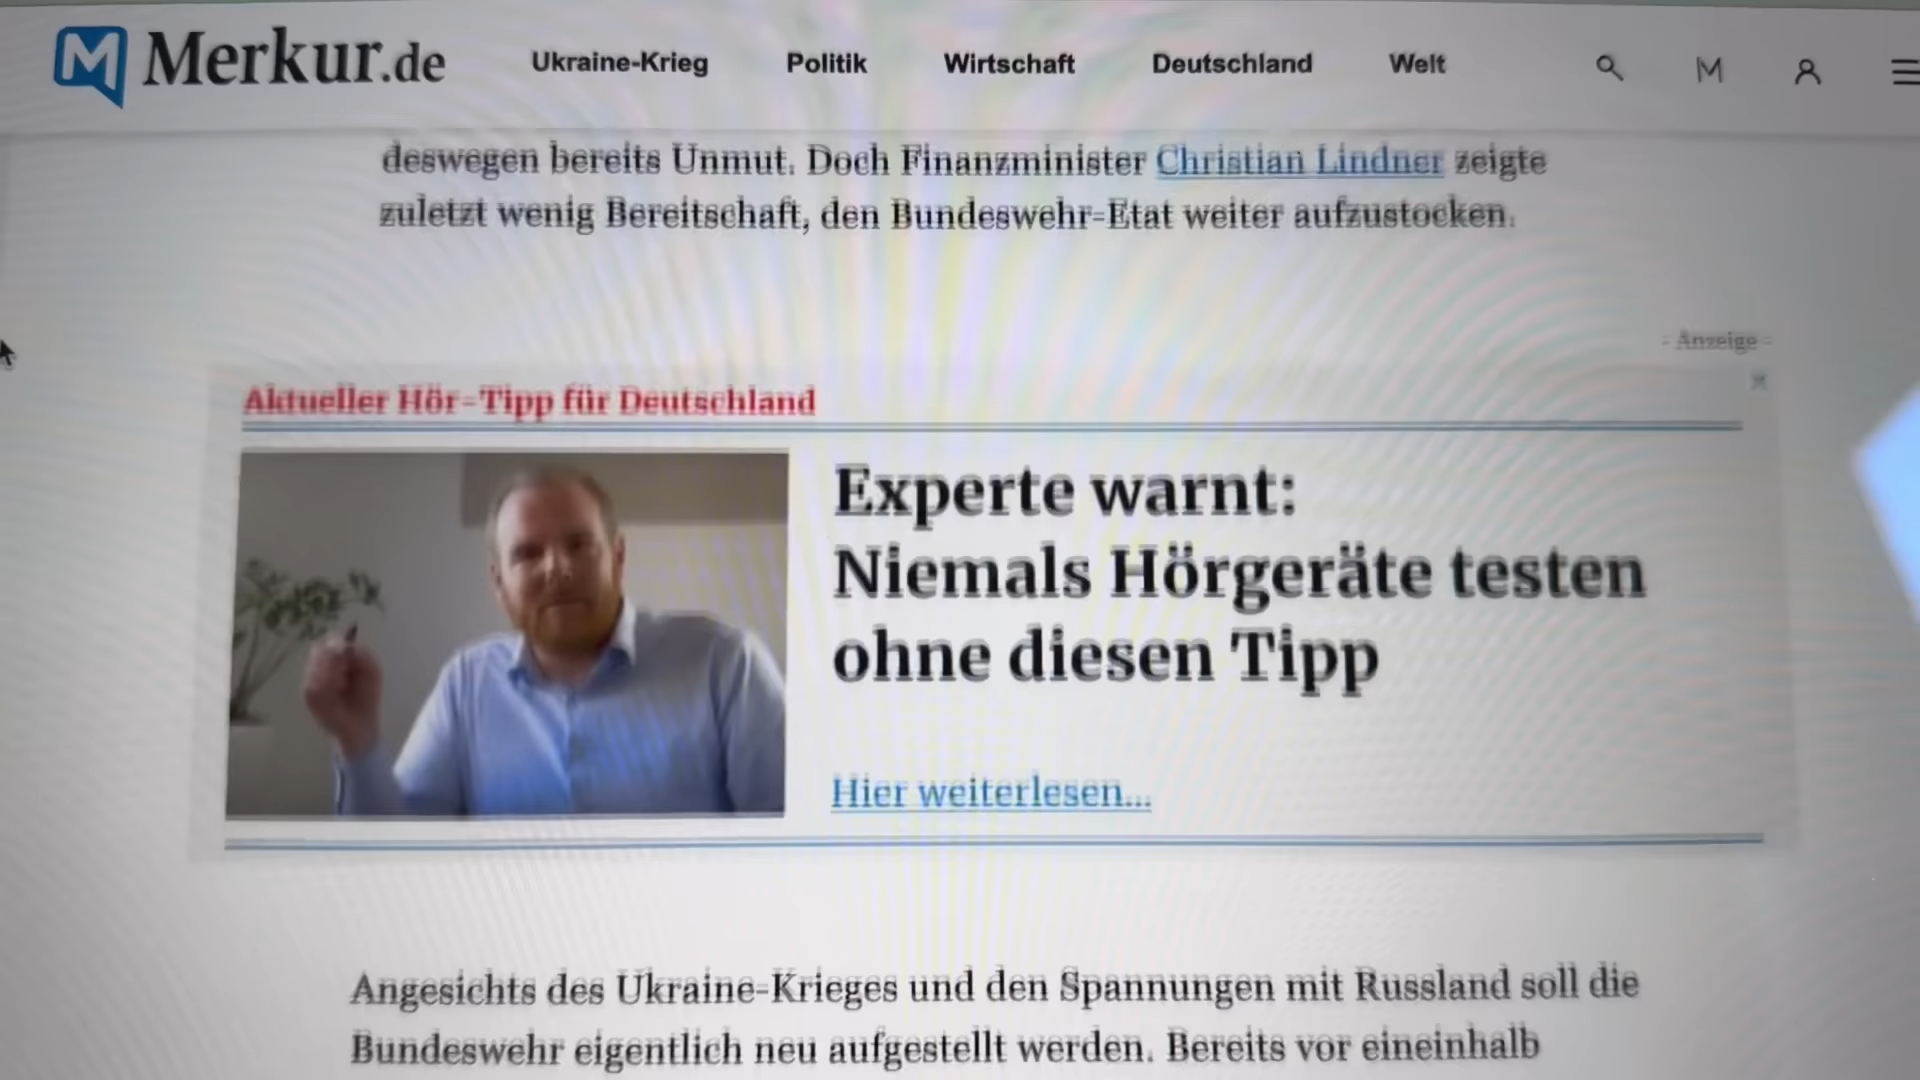 Merkur.de
Ukraine-Krieg Politik Wirtschaft Deutschland Welt
deswegen bereits Unmut. Doch Finanzminister Christian Lindner zeigte
zuletzt wenig Bereitschaft, den Bundeswehr-Etat weiter aufzustocken.
- Anzeige -
Aktueller Hör-Tipp für Deutschland
Experte warnt:
Niemals Hörgeräte testen
ohne diesen Tipp
Hier weiterlesen...
Angesichts des Ukraine-Krieges und den Spannungen mit Russland soll die
Bundeswehr eigentlich neu aufgestellt werden. Bereits vor eineinhalb